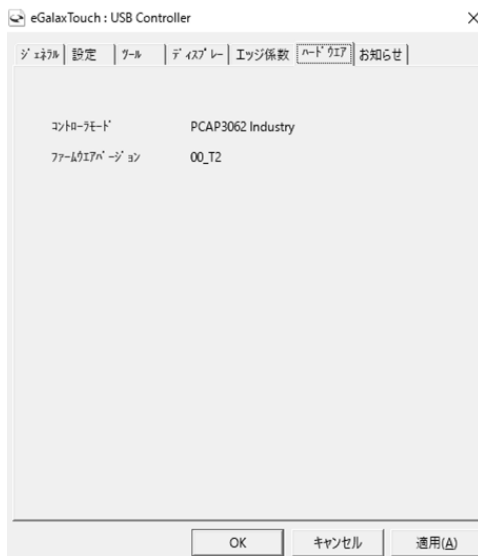 eGalaxTouch : USB Controller
ジェネラル 設定 ツール ディスプレー エッジ係数 ハードウエア お知らせ
コントローラモード PCAP3062 Industry
ファームウエアバージョン 00_T2
OK キャンセル 適用(A)